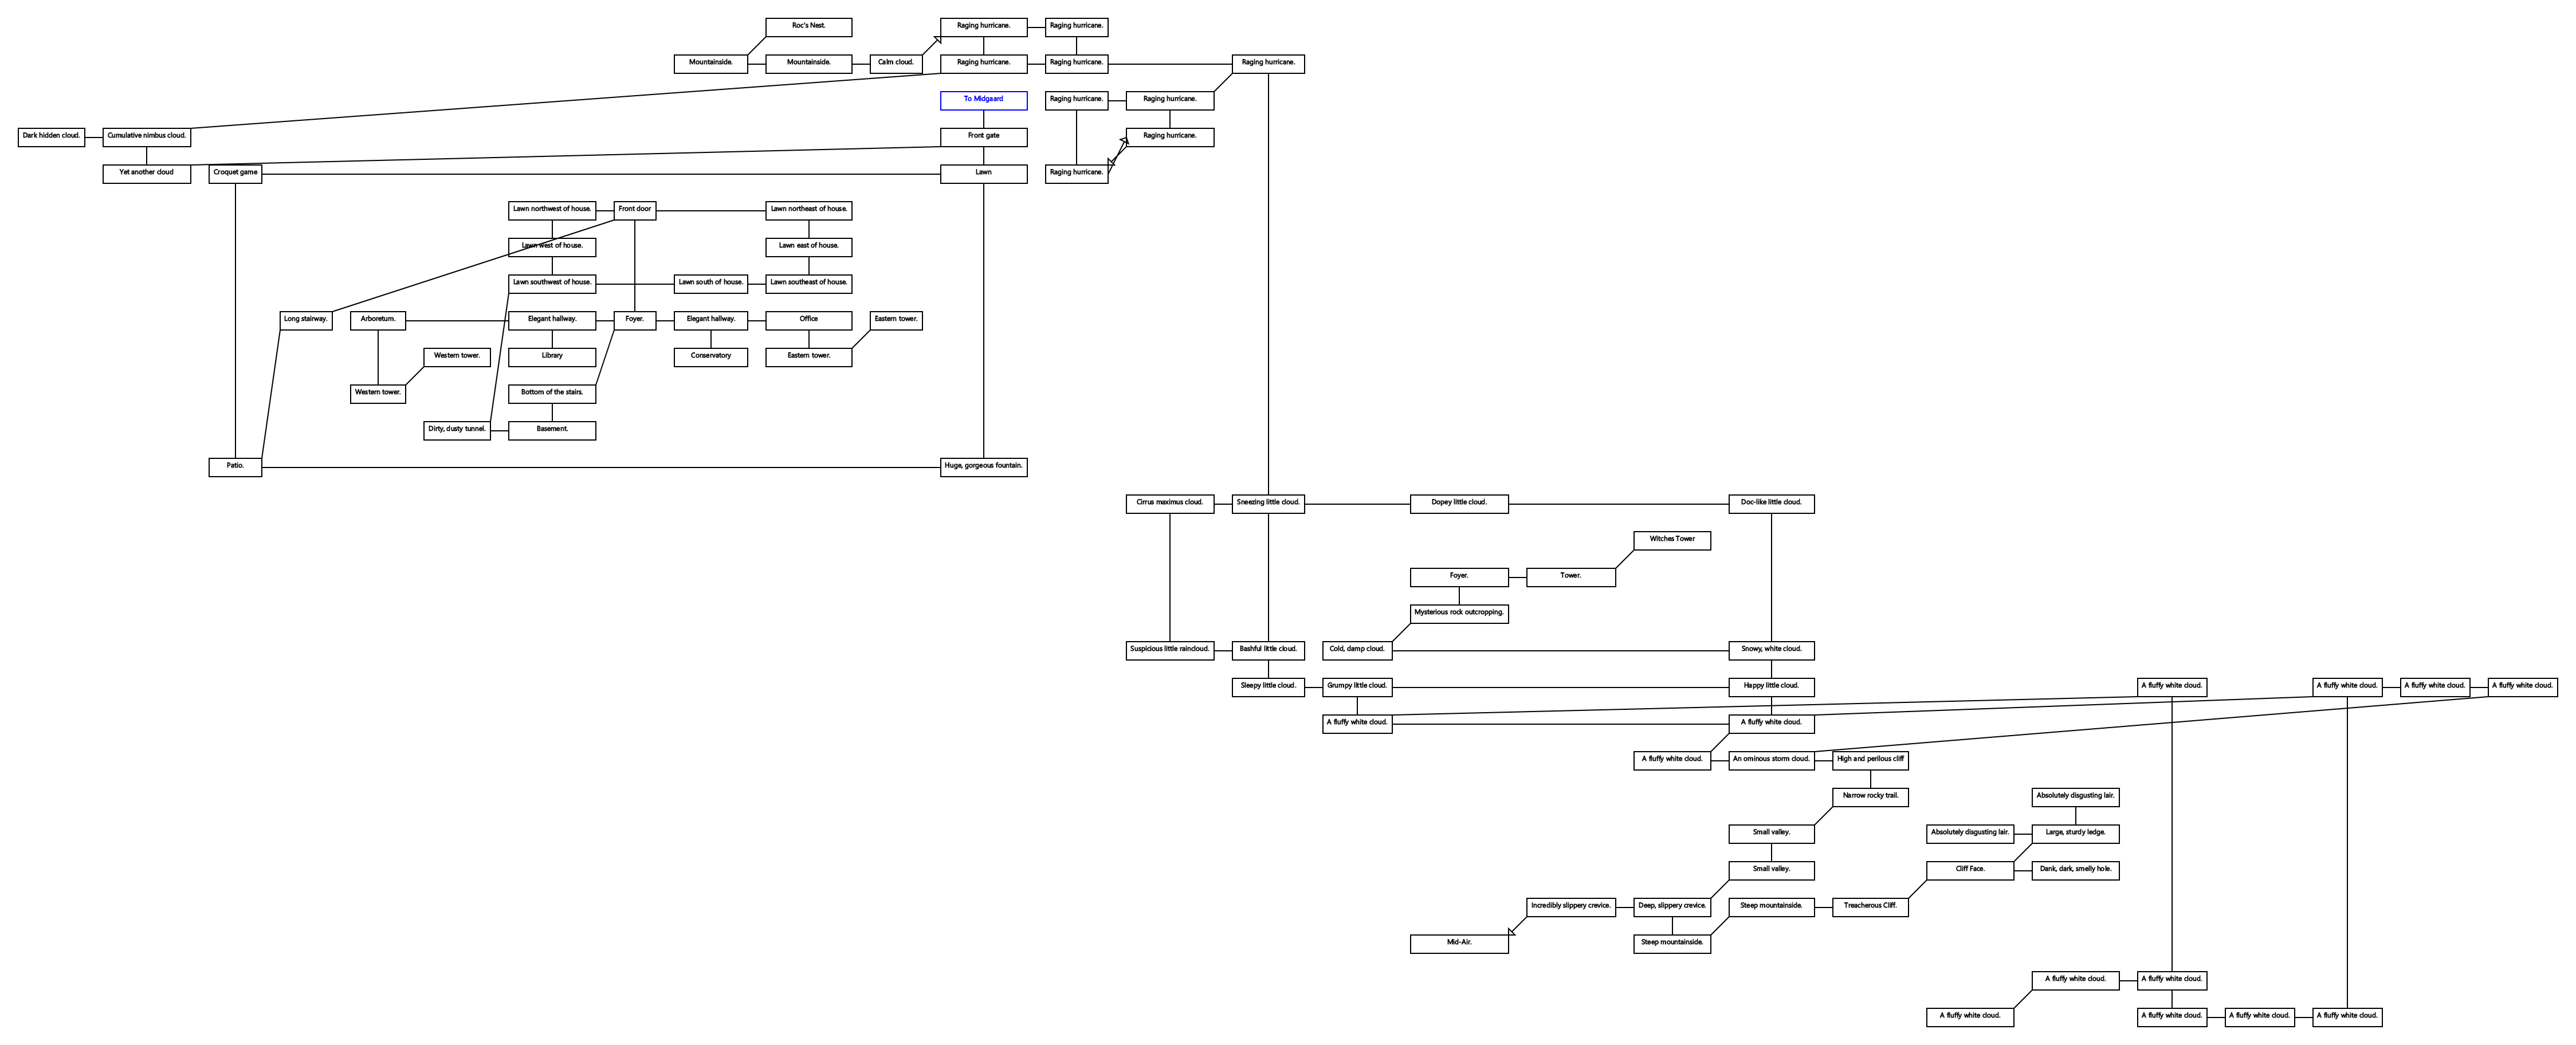 Roc's Nest.
Raging hurricane.
Raging hurricane.
Mountainside.
Mountainside.
Calm cloud.
Raging hurricane.
Raging hurricane.
Raging hurricane.
To Midgaard
Raging hurricane.
Raging hurricane.
Dark hidden cloud.
Cumulative nimbus cloud.
Front gate
Raging hurricane.
Yet another cloud
Croquet game
Lawn
Raging hurricane.
Lawn northwest of house.
Front door
Lawn northeast of house.
Lawn west of house.
Lawn east of house.
Lawn southwest of house.
Lawn south of house.
Lawn southeast of house.
Long stairway.
Arboretum.
Elegant hallway.
Foyer.
Elegant hallway.
Office
Eastern tower.
Western tower.
Library
Conservatory
Eastern tower.
Western tower.
Bottom of the stairs.
Dirty, dusty tunnel.
Basement.
Patio.
Huge, gorgeous fountain.
Cirrus maximus cloud.
Sneezing little cloud.
Dopey little cloud.
Doc-like little cloud.
Witches Tower
Foyer.
Tower.
Mysterious rock outcropping.
Suspicious little raincloud.
Bashful little cloud.
Cold, damp cloud.
Snowy, white cloud.
Sleepy little cloud.
Grumpy little cloud.
Happy little cloud.
A fluffy white cloud.
A fluffy white cloud.
A fluffy white cloud.
A fluffy white cloud.
A fluffy white cloud.
A fluffy white cloud.
A fluffy white cloud.
An ominous storm cloud.
High and perilous cliff
Narrow rocky trail.
Absolutely disgusting lair.
Small valley.
Absolutely disgusting lair.
Large, sturdy ledge.
Small valley.
Cliff Face.
Dank, dark, smelly hole.
Incredibly slippery crevice.
Deep, slippery crevice.
Steep mountainside.
Treacherous Cliff.
Mid-Air.
Steep mountainside.
A fluffy white cloud.
A fluffy white cloud.
A fluffy white cloud.
A fluffy white cloud.
A fluffy white cloud.
A fluffy white cloud.